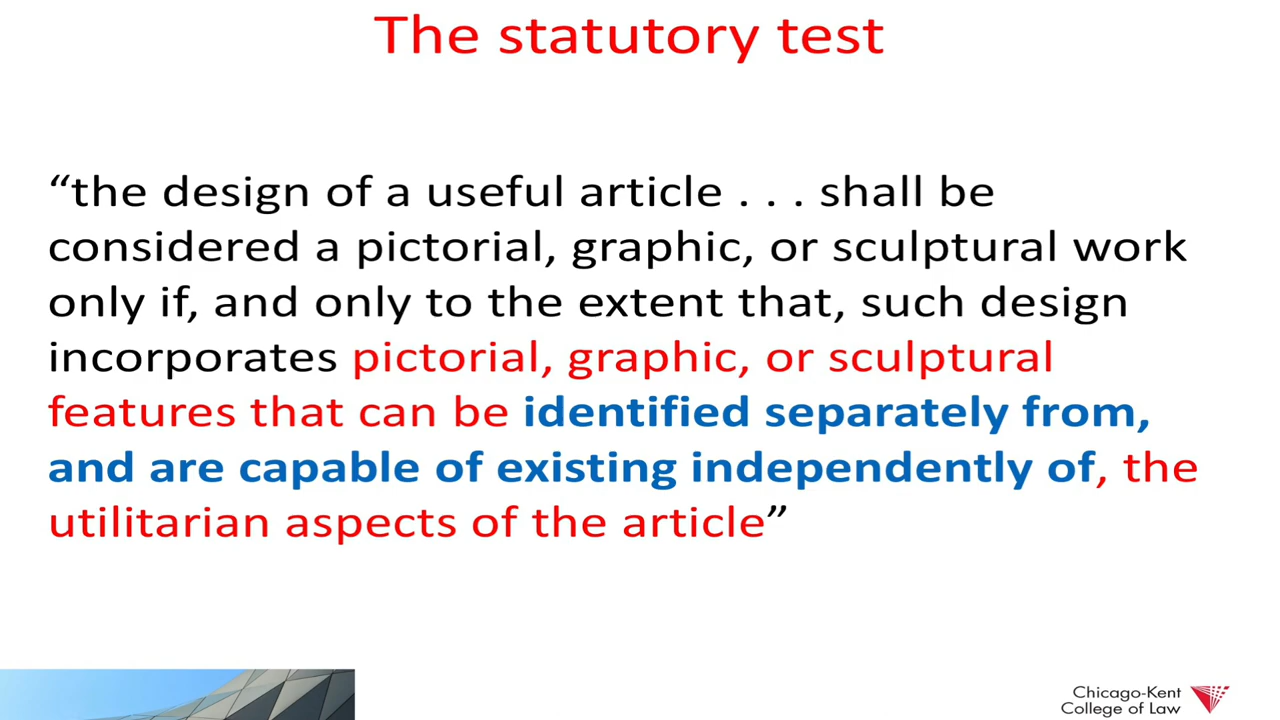 The statutory test
“the design of a useful article . . . shall be
considered a pictorial, graphic, or sculptural work
only if, and only to the extent that, such design
incorporates pictorial, graphic, or sculptural
features that can be identified separately from,
and are capable of existing independently of, the
utilitarian aspects of the article”
Chicago-Kent
College of Law